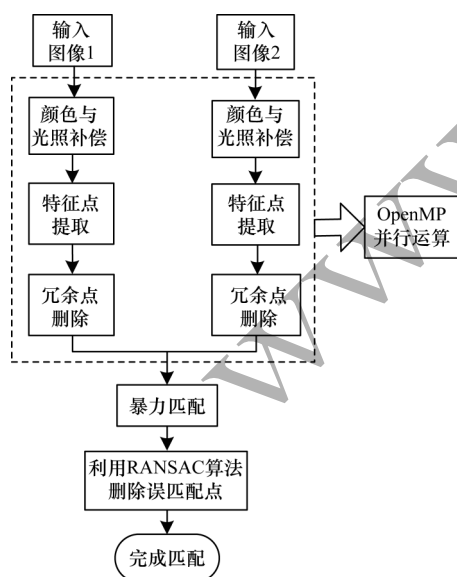 输入
图像1
输入
图像2
颜色与
光照补偿
颜色与
光照补偿
特征点
提取
特征点
提取
OpenMP
并行运算
冗余点
删除
冗余点
删除
暴力匹配
利用RANSAC算法
删除误匹配点
完成匹配
WWW